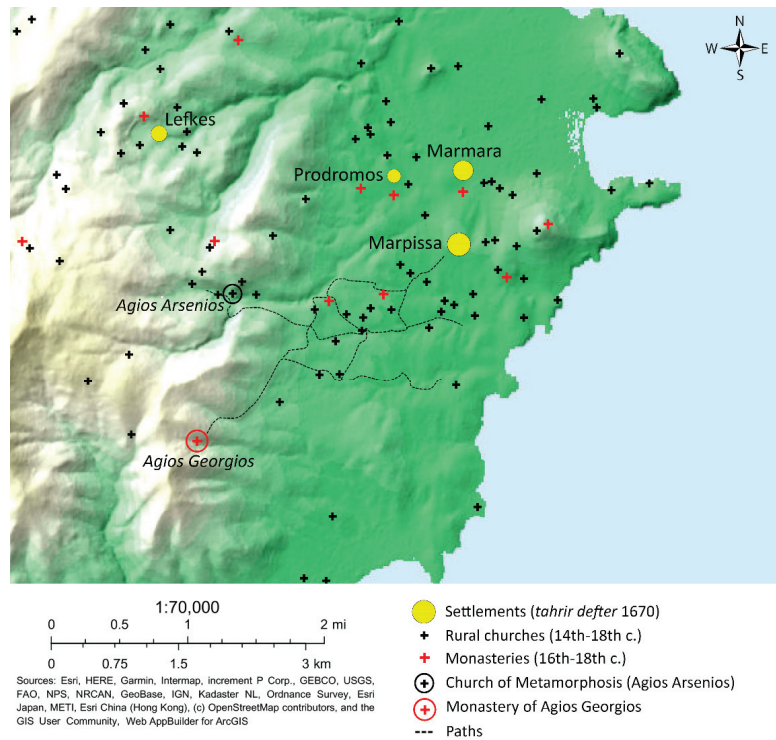 N
W E
S
Lefkes
Marmara
Prodromos
Marpissa
Agios Arsenios
Agios Georgios
1:70,000
0 0.5 1 2 mi
0 0.75 1.5 3 km
Sources: Esri, HERE, Garmin, Intermap, increment P Corp., GEBCO, USGS,
FAO, NPS, NRCAN, GeoBase, IGN, Kadaster NL, Ordnance Survey, Esri
Japan, METI, Esri China (Hong Kong), (c) OpenStreetMap contributors, and the
GIS User Community, Web AppBuilder for ArcGIS
Settlements (tahrir defter 1670)
Rural churches (14th-18th c.)
Monasteries (16th-18th c.)
Church of Metamorphosis (Agios Arsenios)
Monastery of Agios Georgios
Paths